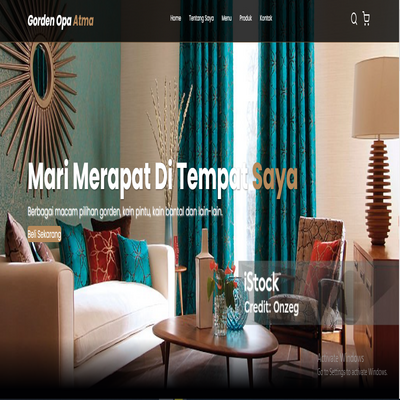 Gorden Opa Atma
Home Tentang Saya Menu Produk Kontak
Mari Merapat Di Tempat Saya
Berbagai macam pilihan gorden, kain pintu, kain bantal dan lain-lain.
Beli Sekarang
iStock
Credit: Onzeg
Activate Windows
Go to Settings to activate Windows.